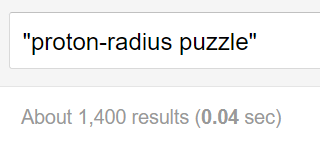 "proton-radius puzzle"
About 1,400 results (0.04 sec)